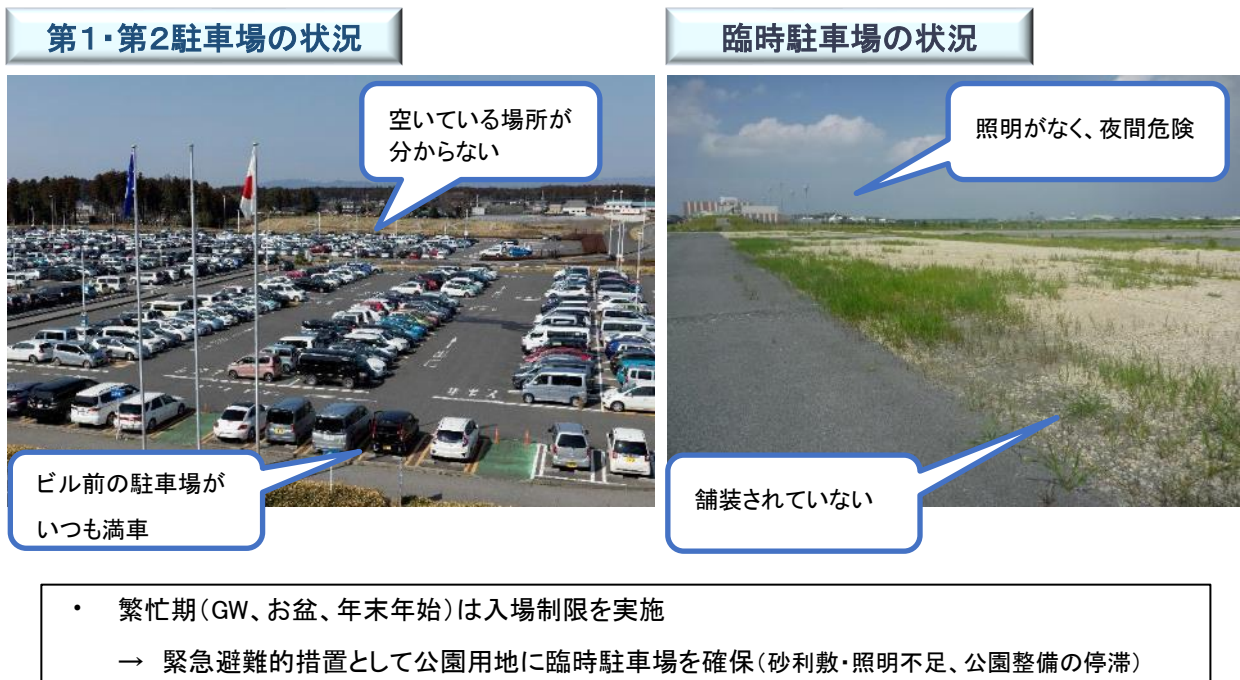 第１・第２駐車場の状況
臨時駐車場の状況
空いている場所が
分からない
照明がなく、夜間危険
ビル前の駐車場が
いつも満車
舗装されていない
・ 繁忙期（GW、お盆、年末年始）は入場制限を実施
→ 緊急避難的措置として公園用地に臨時駐車場を確保（砂利敷・照明不足、公園整備の停滞）